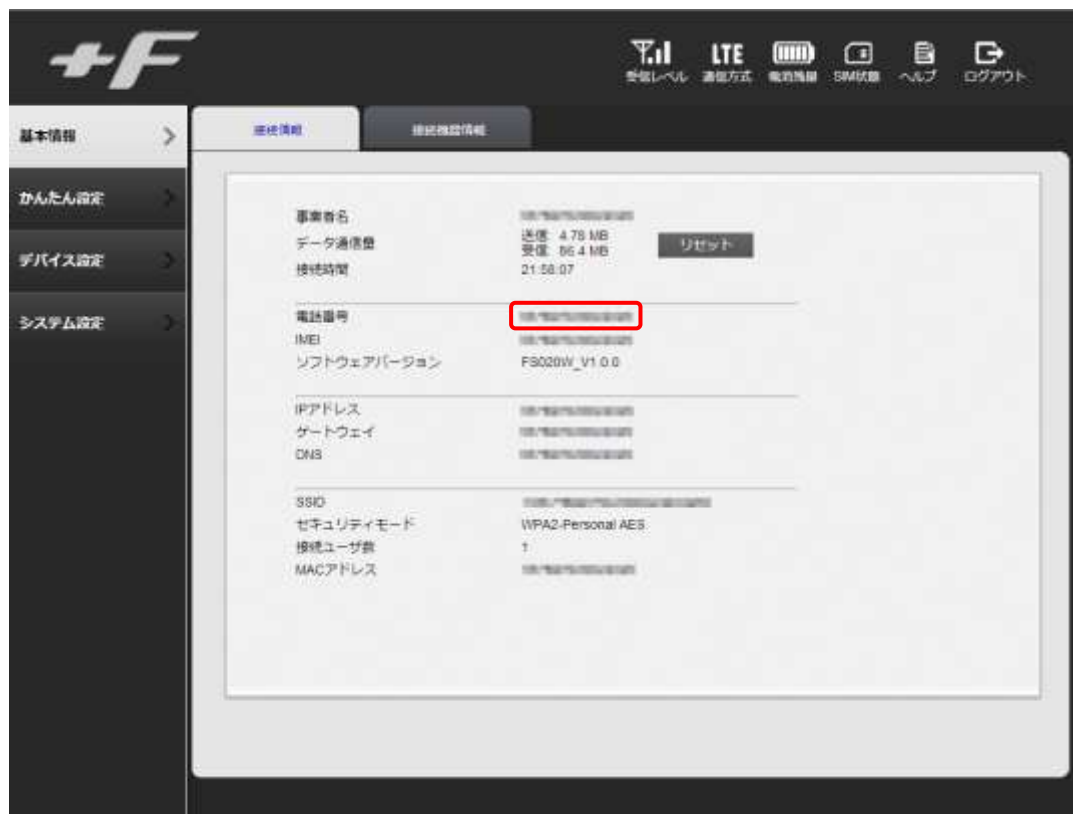 +F
受信レベル LTE 通信方式 電池残量 SIM状態 ヘルプ ログアウト
基本情報
接続情報 接続機器情報
かんたん設定
デバイス設定
システム設定
事業者名
データ通信量 送信 4.78 MB
受信 86.4 MB
リセット
接続時間 21:58:07
電話番号
IMEI
ソフトウェアバージョン FS020W_V1.0.0
IPアドレス
ゲートウェイ
DNS
SSID
セキュリティモード WPA2-Personal AES
接続ユーザ数 1
MACアドレス